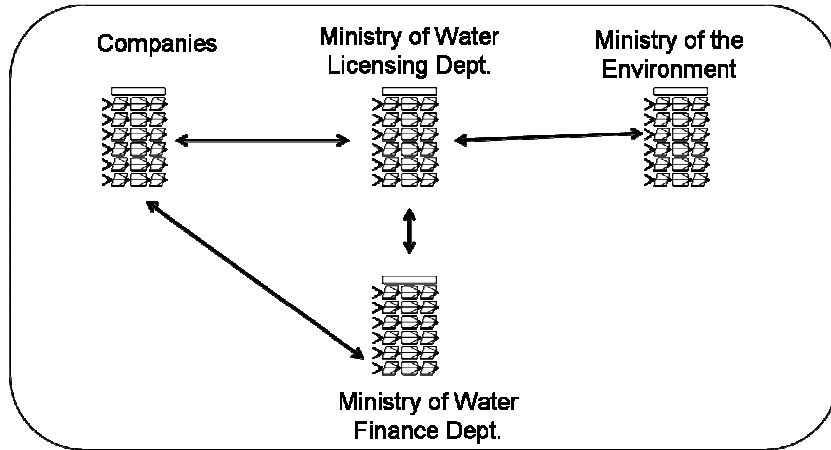 Companies
Ministry of Water
Licensing Dept.
Ministry of the
Environment
Ministry of Water
Finance Dept.